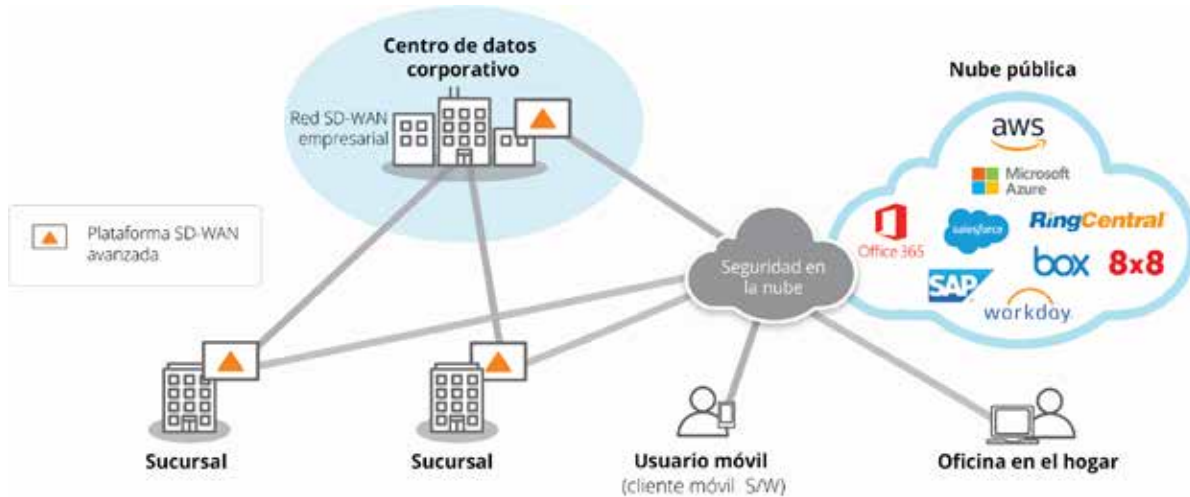 Centro de datos
corporativo
Red SD-WAN
empresarial
Nube pública
aws
Microsoft
Azure
Office 365
salesforce
RingCentral
box
8x8
SAP
workday
Plataforma SD-WAN
avanzada
Seguridad en
la nube
Sucursal
Sucursal
Usuario móvil
(cliente móvil S/W)
Oficina en el hogar